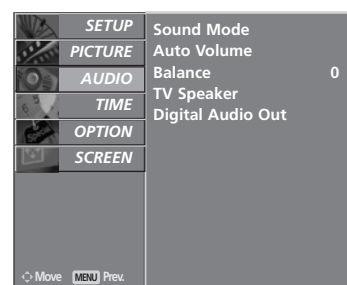 SETUP
PICTURE
AUDIO
TIME
OPTION
SCREEN
Sound Mode
Auto Volume
Balance 0
TV Speaker
Digital Audio Out
Move MENU Prev.